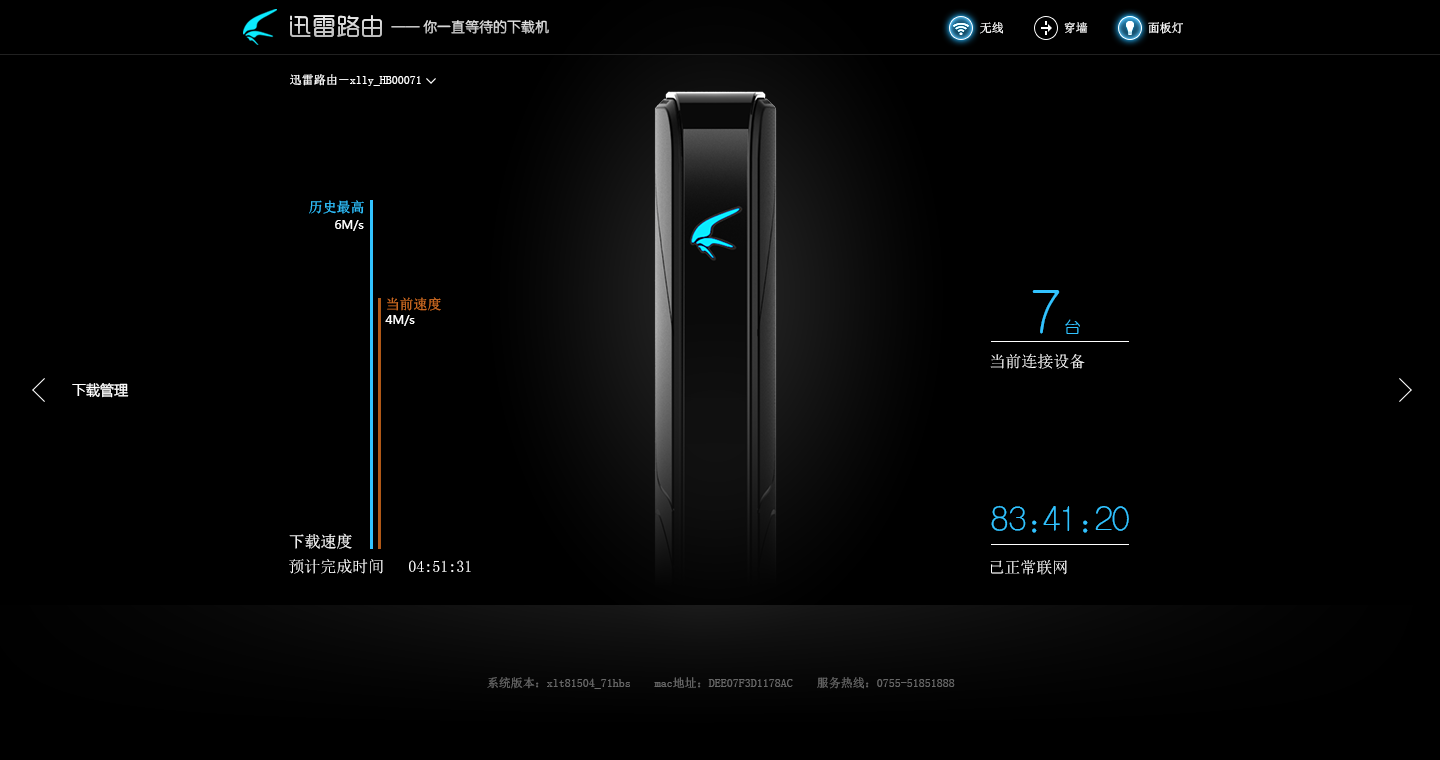 迅雷路由 —— 你一直等待的下载机
无线 穿墙 面板灯
迅雷路由-xlly_HB00071
历史最高
6M/s
当前速度
4M/s
7台
当前连接设备
下载管理
83:41:20
下载速度
预计完成时间 04:51:31
已正常联网
系统版本: xlt81504_71hbs mac地址: DEE07F3D1178AC 服务热线: 0755-51851888